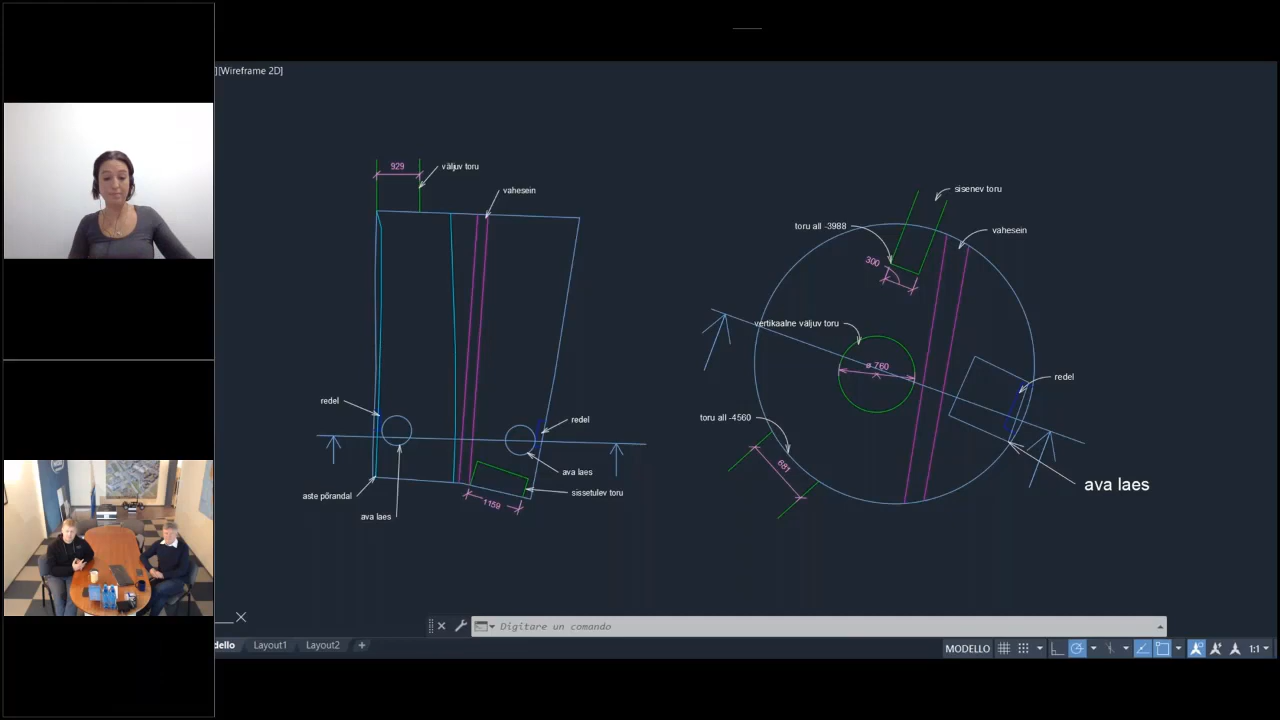 ][Wireframe 2D]
929
väljuv toru
vahesein
redel
redel
ava laes
sissetulev toru
aste põrandal
1159
ava laes
sisenev toru
toru all -3988
vahesein
300
vertikaalne väljuv toru
ø 760
redel
toru all -4560
681
ava laes
Digitare un comando
dello Layout1 Layout2 +
MODELLO 1:1